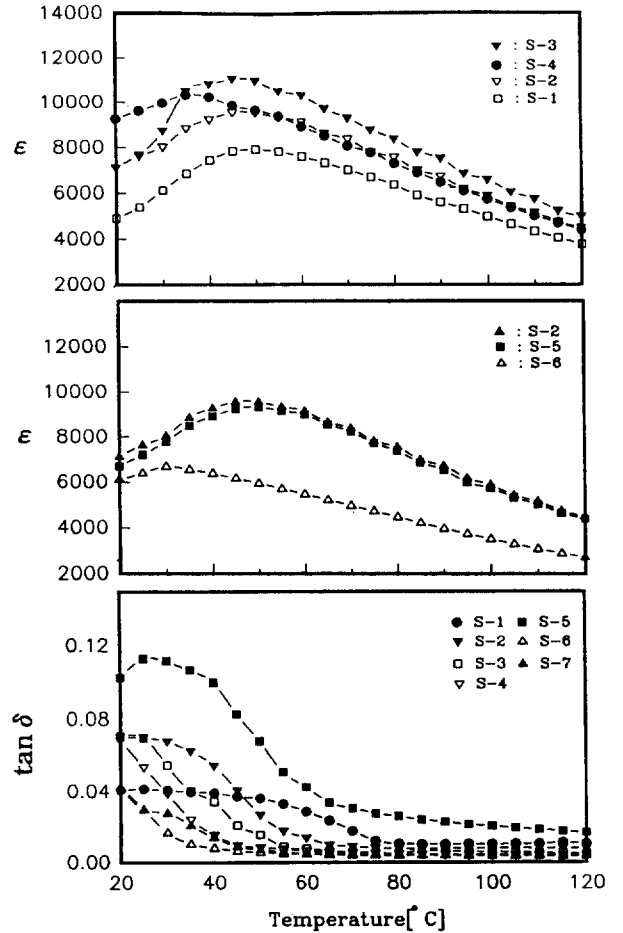 14000
12000
10000
8000
6000
4000
2000
ε
▼ : S-3
● : S-4
▽ : S-2
□ : S-1
12000
10000
8000
6000
4000
2000
ε
▲ : S-2
■ : S-5
△ : S-6
0.12
0.08
0.04
0.00
tan δ
● S-1 ■ S-5
▼ S-2 △ S-6
□ S-3 ▲ S-7
▽ S-4
20 40 60 80 100 120
Temperature[°C]